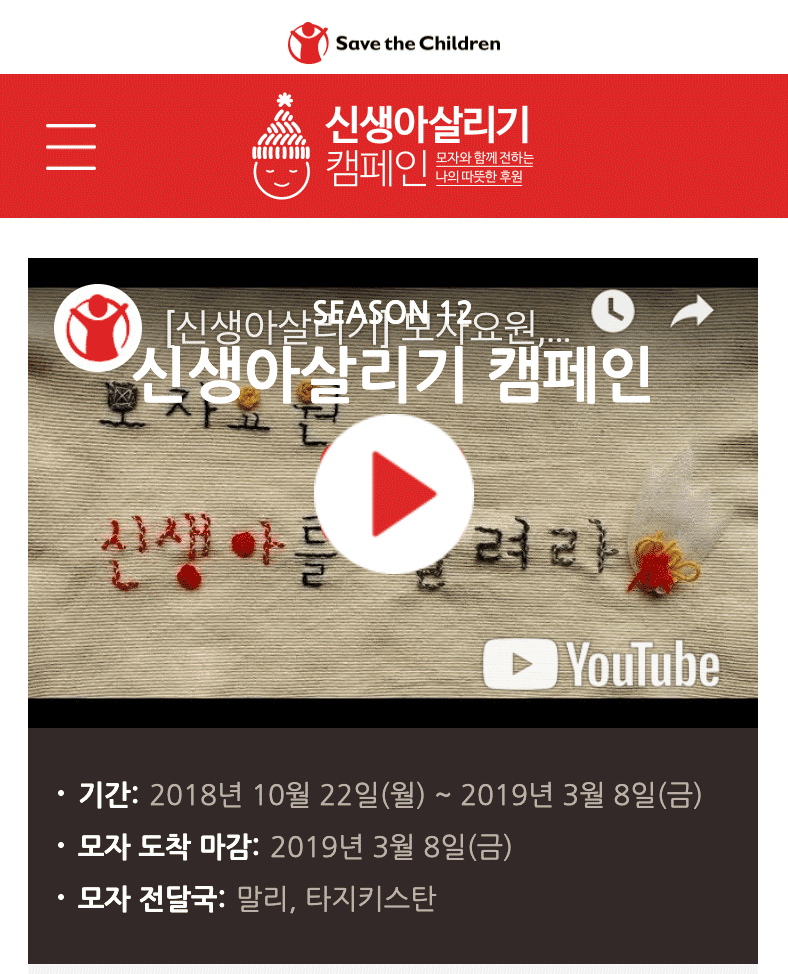 Save the Children
신생아살리기
캠페인
모자와 함께 전하는
나의 따뜻한 후원
SEASON 12
[신생아살리기] 모자요원,...
신생아살리기 캠페인
모자요원
신생아를 살려라
YouTube
• 기간: 2018년 10월 22일(월) ~ 2019년 3월 8일(금)
• 모자 도착 마감: 2019년 3월 8일(금)
• 모자 전달국: 말리, 타지키스탄